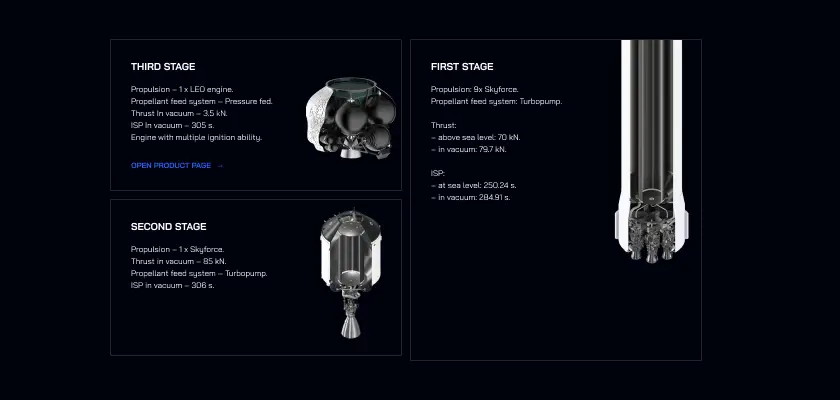 THIRD STAGE
Propulsion – 1 x LEO engine.
Propellant feed system – Pressure fed.
Thrust In vacuum – 3.5 kN.
ISP In vacuum – 305 s.
Engine with multiple ignition ability.
OPEN PRODUCT PAGE →
SECOND STAGE
Propulsion – 1 x Skyforce.
Thrust in vacuum – 85 kN.
Propellant feed system – Turbopump.
ISP in vacuum – 306 s.
FIRST STAGE
Propulsion: 9x Skyforce.
Propellant feed system: Turbopump.
Thrust:
– above sea level: 70 kN.
– in vacuum: 79.7 kN.
ISP:
– at sea level: 250.24 s.
– in vacuum: 284.91 s.